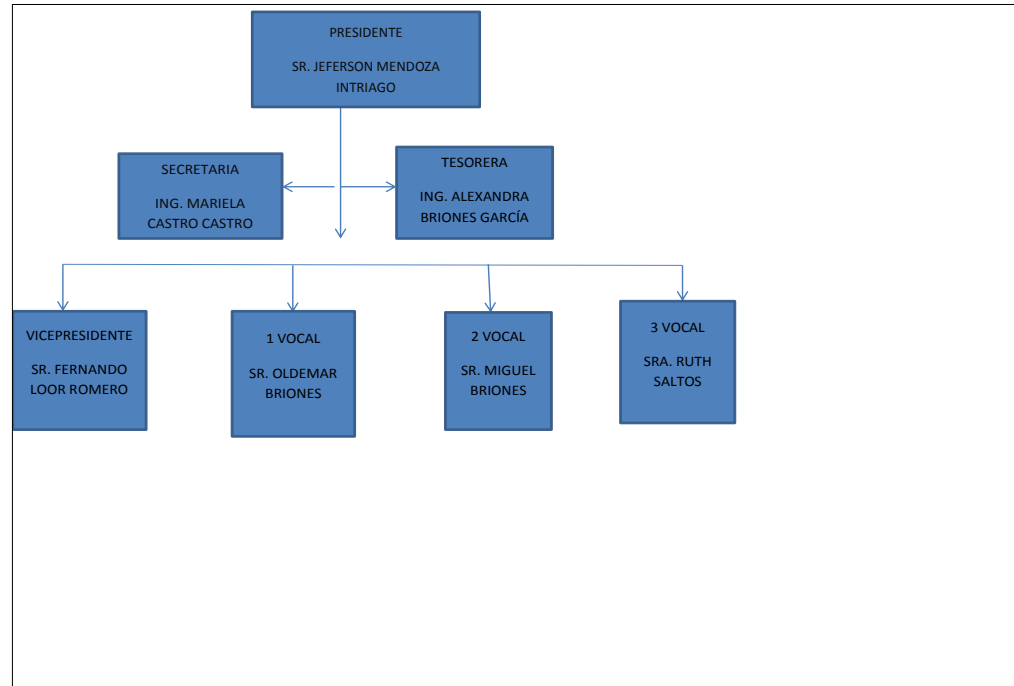 PRESIDENTE
SR. JEFERSON MENDOZA
INTRIAGO
SECRETARIA
ING. MARIELA
CASTRO CASTRO
TESORERA
ING. ALEXANDRA
BRIONES GARCÍA
VICEPRESIDENTE
SR. FERNANDO
LOOR ROMERO
1 VOCAL
SR. OLDEMAR
BRIONES
2 VOCAL
SR. MIGUEL
BRIONES
3 VOCAL
SRA. RUTH
SALTOS